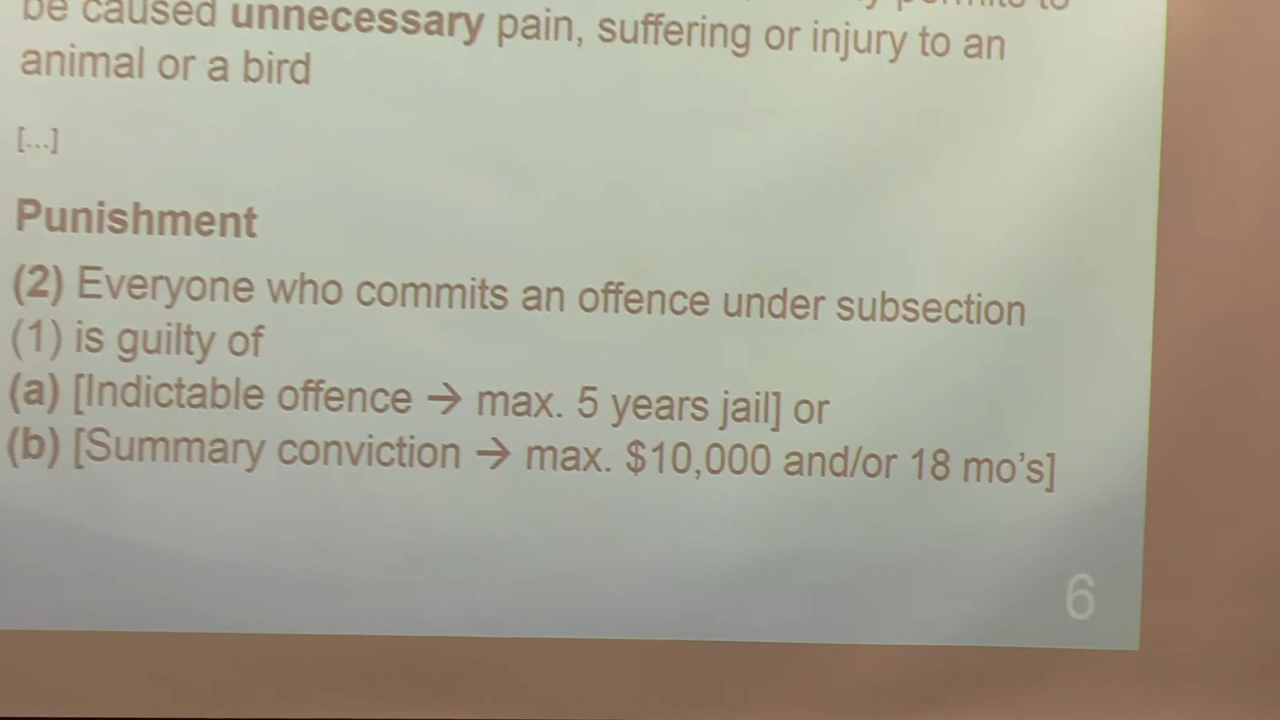 be caused unnecessary pain, suffering or injury to an
animal or a bird
[...]
Punishment
(2) Everyone who commits an offence under subsection
(1) is guilty of
(a) [Indictable offence → max. 5 years jail] or
(b) [Summary conviction → max. $10,000 and/or 18 mo's]
6